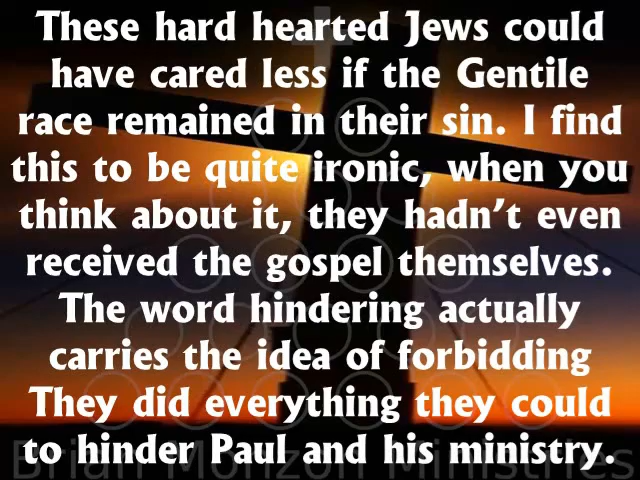 These hard hearted Jews could
have cared less if the Gentile
race remained in their sin. I find
this to be quite ironic, when you
think about it, they hadn't even
received the gospel themselves.
The word hindering actually
carries the idea of forbidding
They did everything they could
to hinder Paul and his ministry.
Brian Monzon Ministries